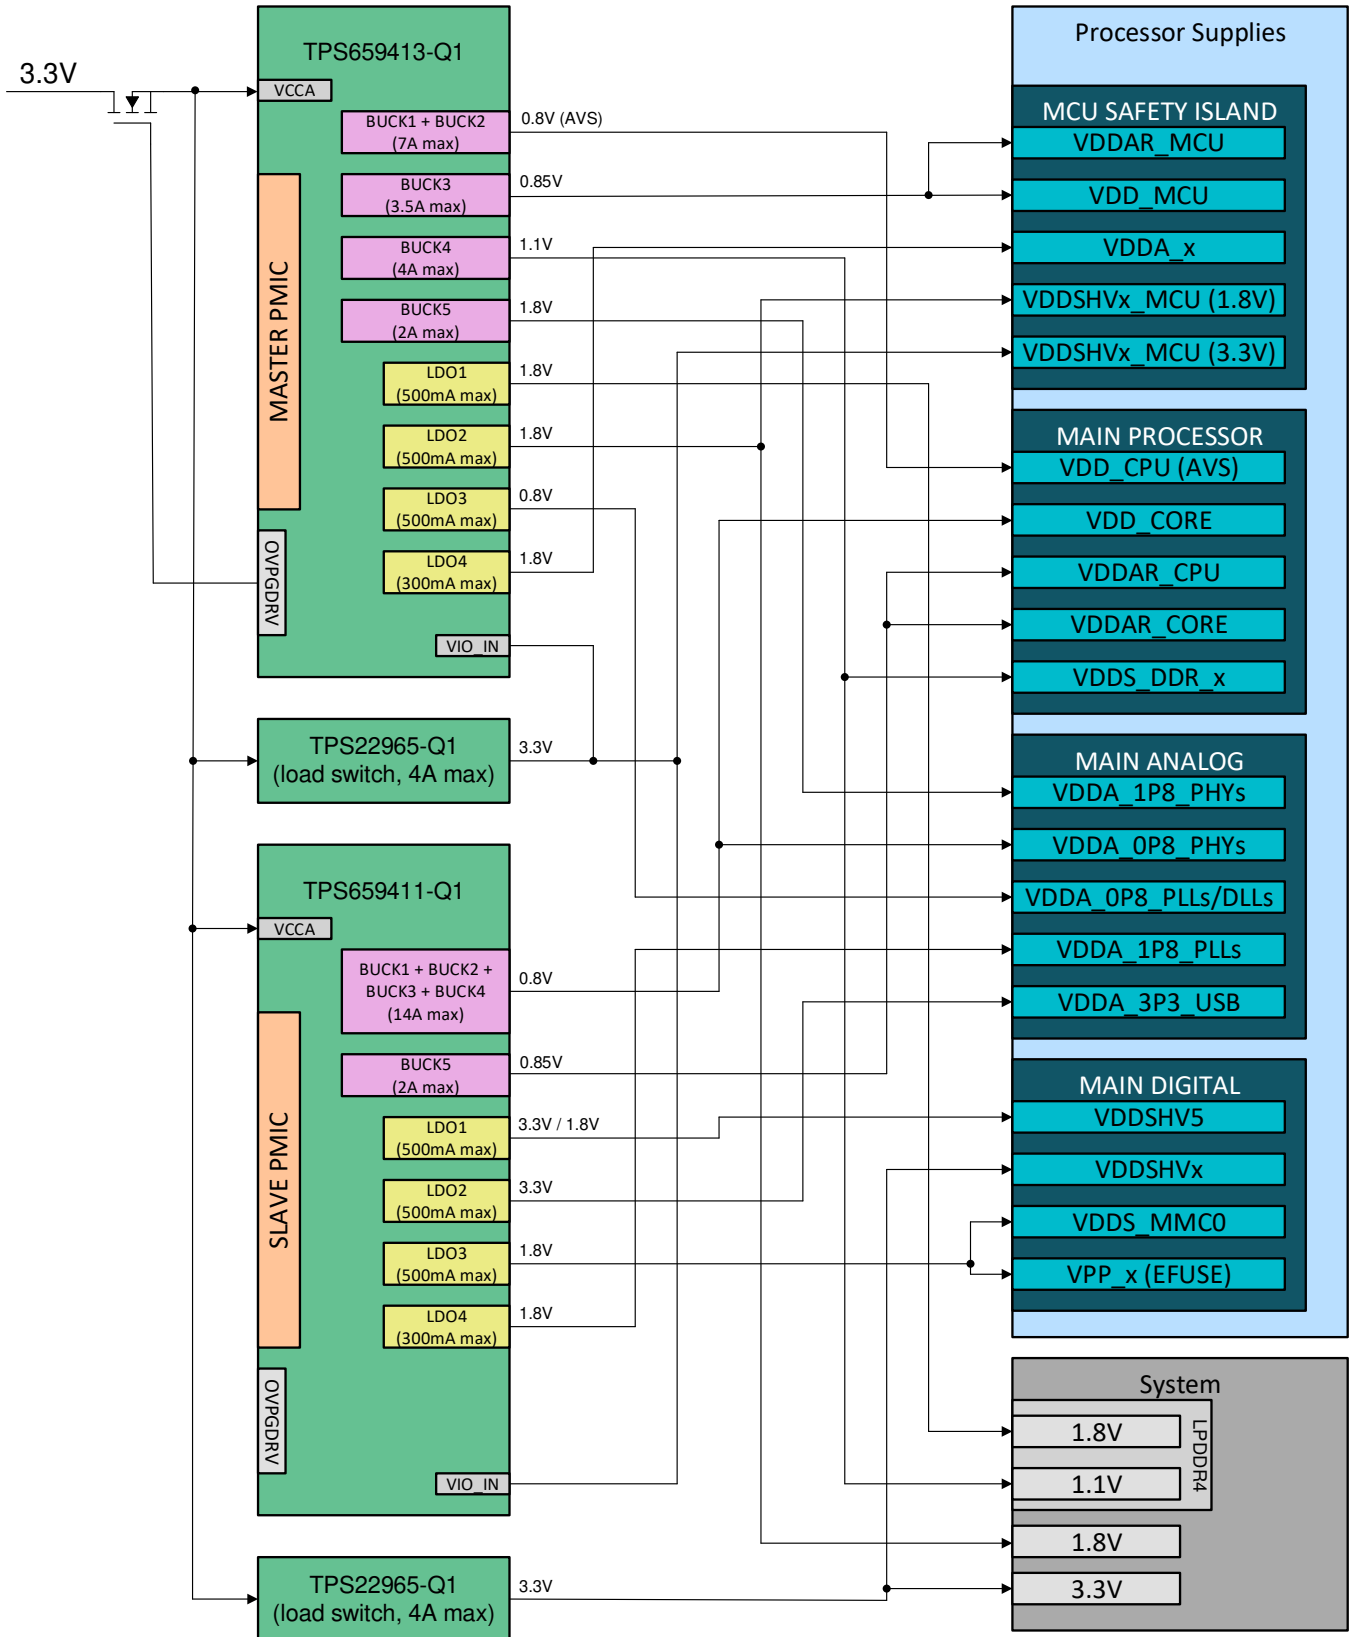 3.3V
TPS659413-Q1
VCCA
BUCK1 + BUCK2
(7A max)
0.8V (AVS)
BUCK3
(3.5A max)
0.85V
BUCK4
(4A max)
1.1V
BUCK5
(2A max)
1.8V
LDO1
(500mA max)
1.8V
LDO2
(500mA max)
1.8V
LDO3
(500mA max)
0.8V
LDO4
(300mA max)
1.8V
MASTER PMIC
OVPGDRV
VIO_IN
TPS22965-Q1
(load switch, 4A max)
3.3V
TPS659411-Q1
VCCA
BUCK1 + BUCK2 +
BUCK3 + BUCK4
(14A max)
0.8V
BUCK5
(2A max)
0.85V
LDO1
(500mA max)
3.3V / 1.8V
LDO2
(500mA max)
3.3V
LDO3
(500mA max)
1.8V
LDO4
(300mA max)
1.8V
SLAVE PMIC
OVPGDRV
VIO_IN
TPS22965-Q1
(load switch, 4A max)
3.3V
Processor Supplies
MCU SAFETY ISLAND
VDDAR_MCU
VDD_MCU
VDDA_x
VDDSHVx_MCU (1.8V)
VDDSHVx_MCU (3.3V)
MAIN PROCESSOR
VDD_CPU (AVS)
VDD_CORE
VDDAR_CPU
VDDAR_CORE
VDDS_DDR_x
MAIN ANALOG
VDDA_1P8_PHYs
VDDA_0P8_PHYs
VDDA_0P8_PLLs/DLLs
VDDA_1P8_PLLs
VDDA_3P3_USB
MAIN DIGITAL
VDDSHV5
VDDSHVx
VDDS_MMC0
VPP_x (EFUSE)
System
1.8V
1.1V
LPDDR4
1.8V
3.3V